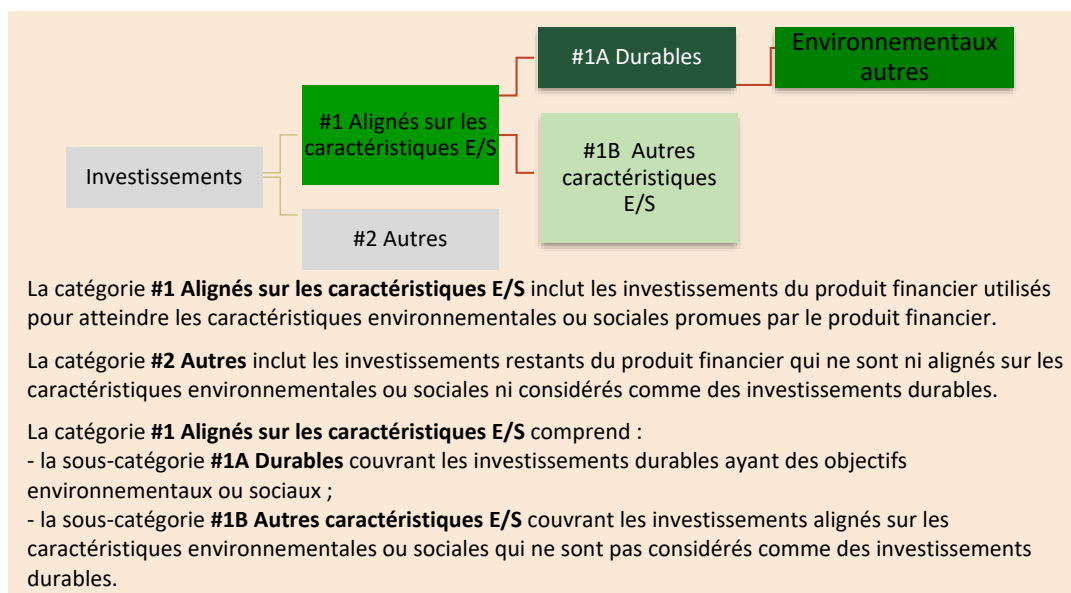 #1A Durables
Environnementaux
autres
#1 Alignés sur les
caractéristiques E/S
#1B Autres
caractéristiques
E/S
Investissements
#2 Autres
La catégorie #1 Alignés sur les caractéristiques E/S inclut les investissements du produit financier utilisés
pour atteindre les caractéristiques environnementales ou sociales promues par le produit financier.
La catégorie #2 Autres inclut les investissements restants du produit financier qui ne sont ni alignés sur les
caractéristiques environnementales ou sociales ni considérés comme des investissements durables.
La catégorie #1 Alignés sur les caractéristiques E/S comprend :
- la sous-catégorie #1A Durables couvrant les investissements durables ayant des objectifs
environnementaux ou sociaux ;
- la sous-catégorie #1B Autres caractéristiques E/S couvrant les investissements alignés sur les
caractéristiques environnementales ou sociales qui ne sont pas considérés comme des investissements
durables.